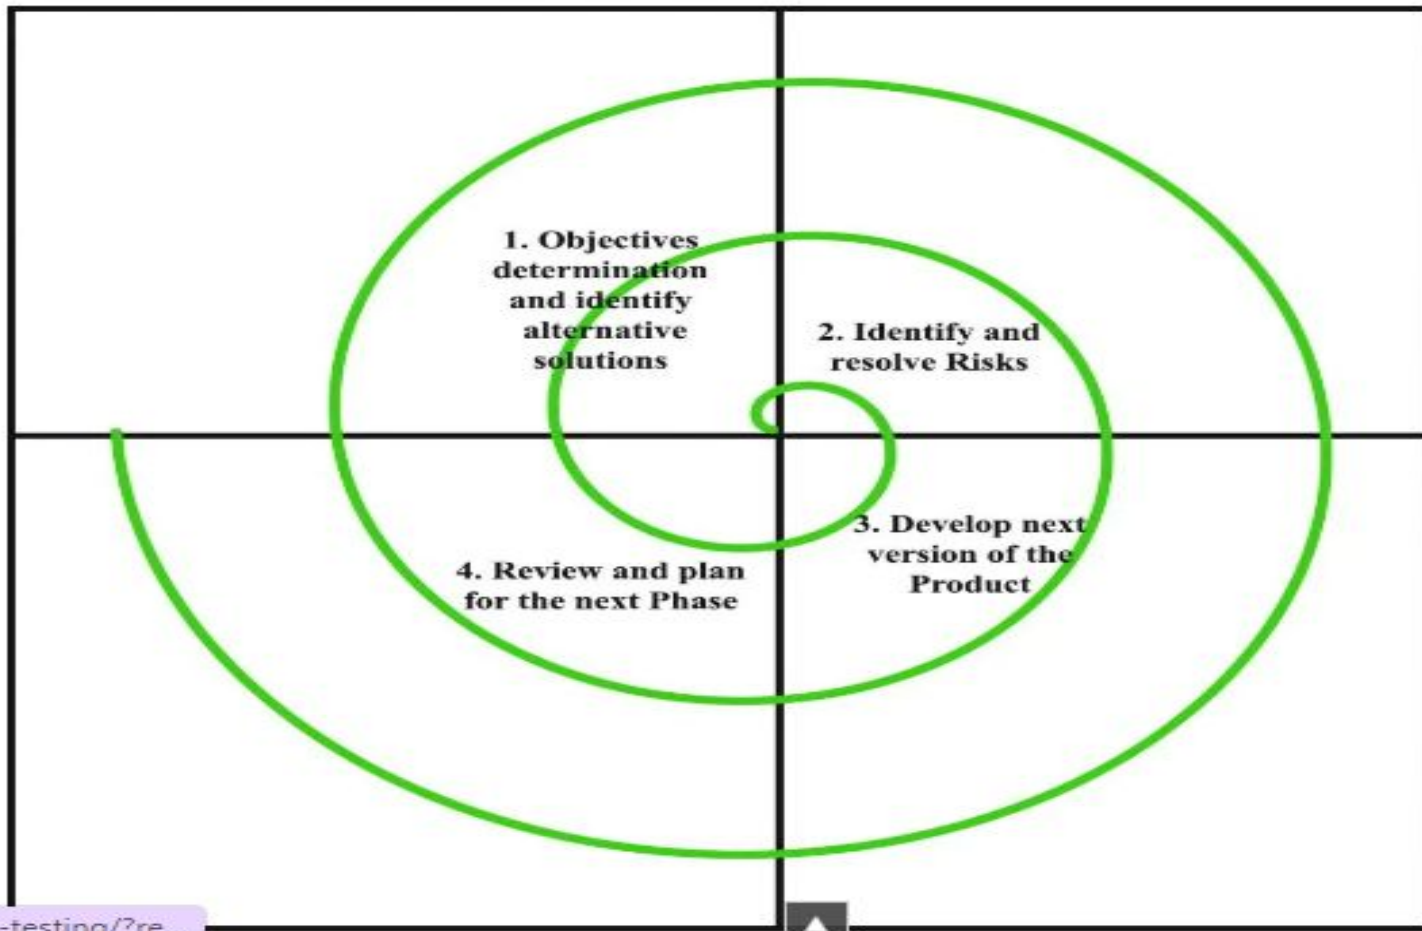 1. Objectives
determination
and identify
alternative
solutions
2. Identify and
resolve Risks
3. Develop next
version of the
Product
4. Review and plan
for the next Phase
-testing/?re